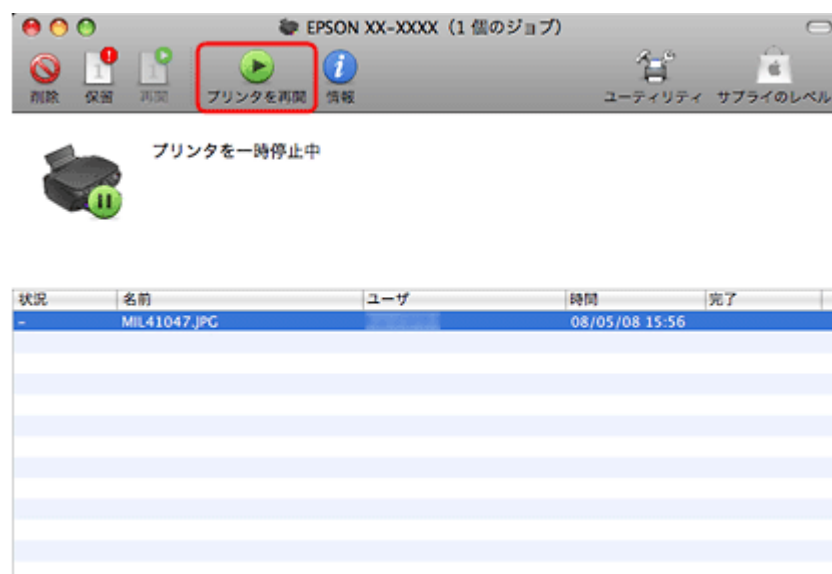 EPSON XX-XXXX（1 個のジョブ）
削除 保留 再開 プリンタを再開 情報 ユーティリティ サプライのレベル
プリンタを一時停止中
状況 名前 ユーザ 時間 完了
- MIL41047.JPG 08/05/08 15:56